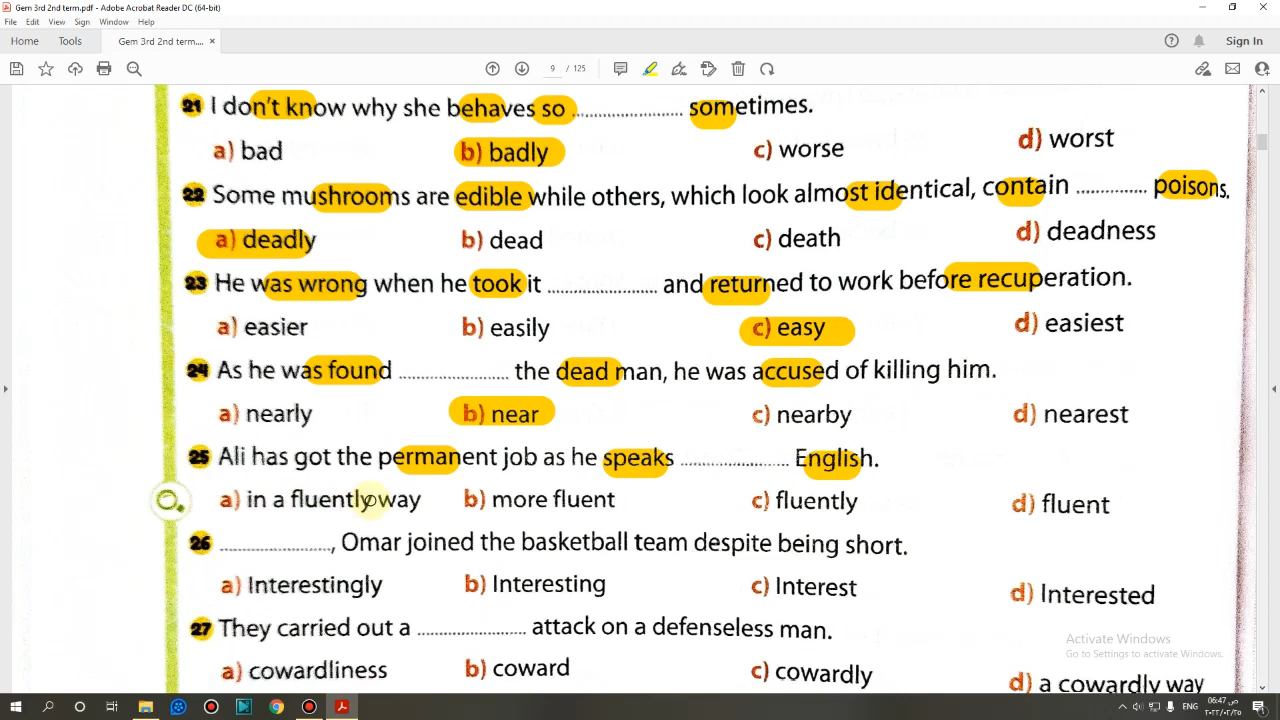 Gem 3rd 2nd term.pdf - Adobe Acrobat Reader DC (64-bit)
File Edit View Sign Window Help
Home Tools Gem 3rd 2nd term.... × Sign In
9 / 125
21 I don't know why she behaves so .................... sometimes.
a) bad b) badly c) worse d) worst
22 Some mushrooms are edible while others, which look almost identical, contain ............. poisons.
a) deadly b) dead c) death d) deadness
23 He was wrong when he took it .................... and returned to work before recuperation.
a) easier b) easily c) easy d) easiest
24 As he was found .................... the dead man, he was accused of killing him.
a) nearly b) near c) nearby d) nearest
25 Ali has got the permanent job as he speaks .................... English.
a) in a fluently way b) more fluent c) fluently d) fluent
26 ...................., Omar joined the basketball team despite being short.
a) Interestingly b) Interesting c) Interest d) Interested
27 They carried out a .................... attack on a defenseless man.
a) cowardliness b) coward c) cowardly d) a cowardly way
Activate Windows
Go to Settings to activate Windows.
ENG 06:47 ص